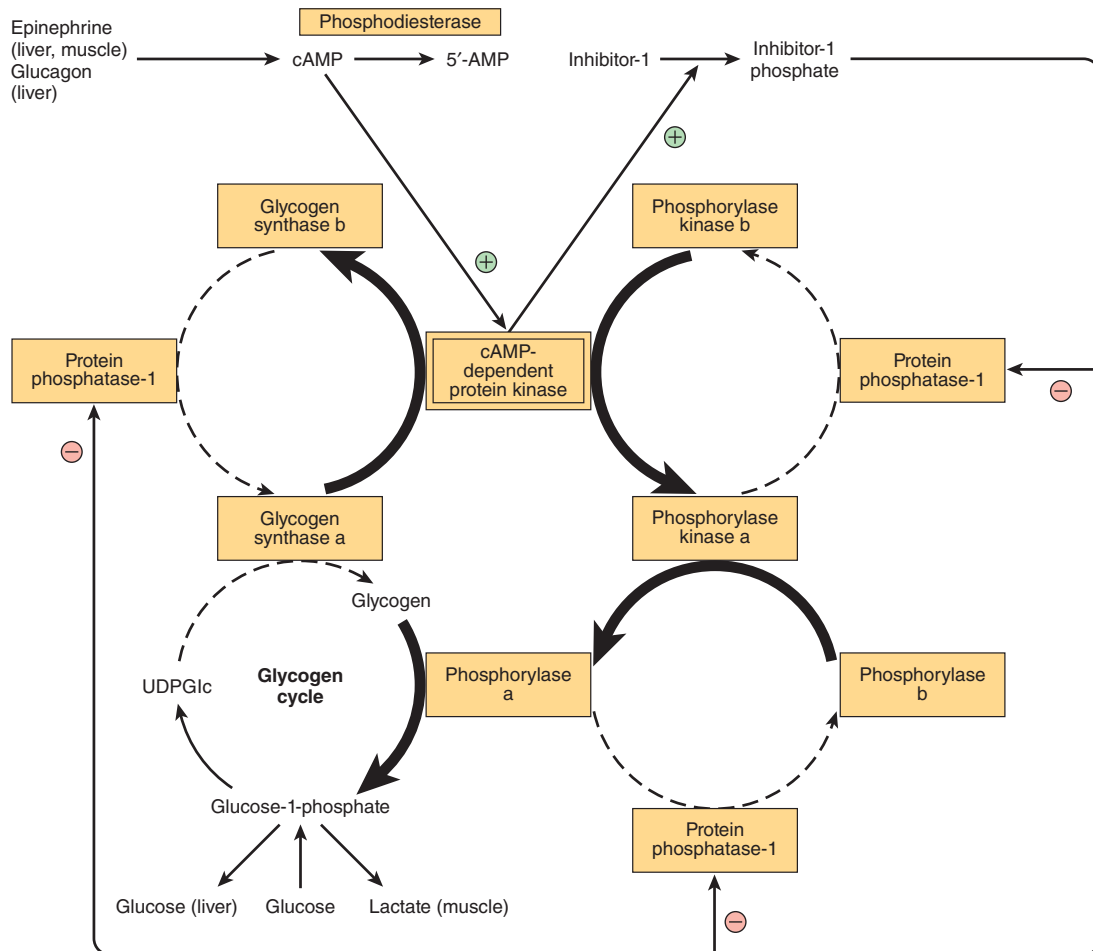 Phosphodiesterase
Epinephrine
(liver, muscle)
Glucagon
(liver)
cAMP
5′-AMP
Inhibitor-1
Inhibitor-1
phosphate
+
Glycogen
synthase b
Phosphorylase
kinase b
+
Protein
phosphatase-1
cAMP-
dependent
protein kinase
Protein
phosphatase-1
−
−
Glycogen
synthase a
Phosphorylase
kinase a
Glycogen
UDPGlc
Glycogen
cycle
Phosphorylase
a
Phosphorylase
b
Glucose-1-phosphate
Protein
phosphatase-1
Glucose (liver)
Glucose
Lactate (muscle)
−